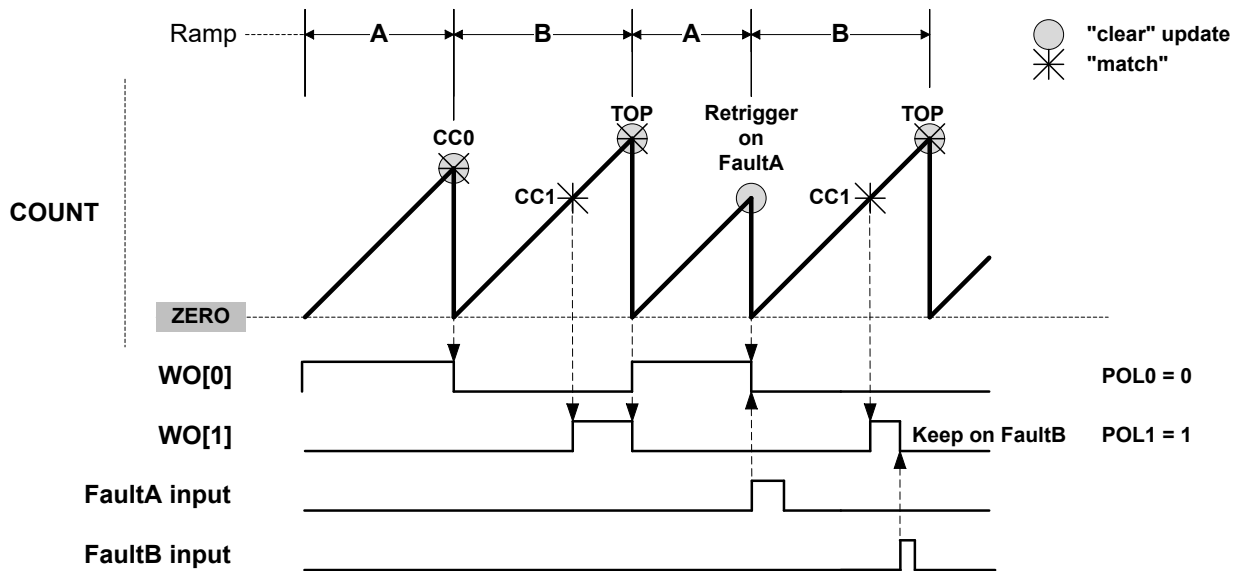 Ramp A B A B
"clear" update
"match"
TOP Retrigger TOP
on
CC0 FaultA
CC1 CC1
COUNT
ZERO
WO[0] POL0 = 0
WO[1] Keep on FaultB POL1 = 1
FaultA input
FaultB input